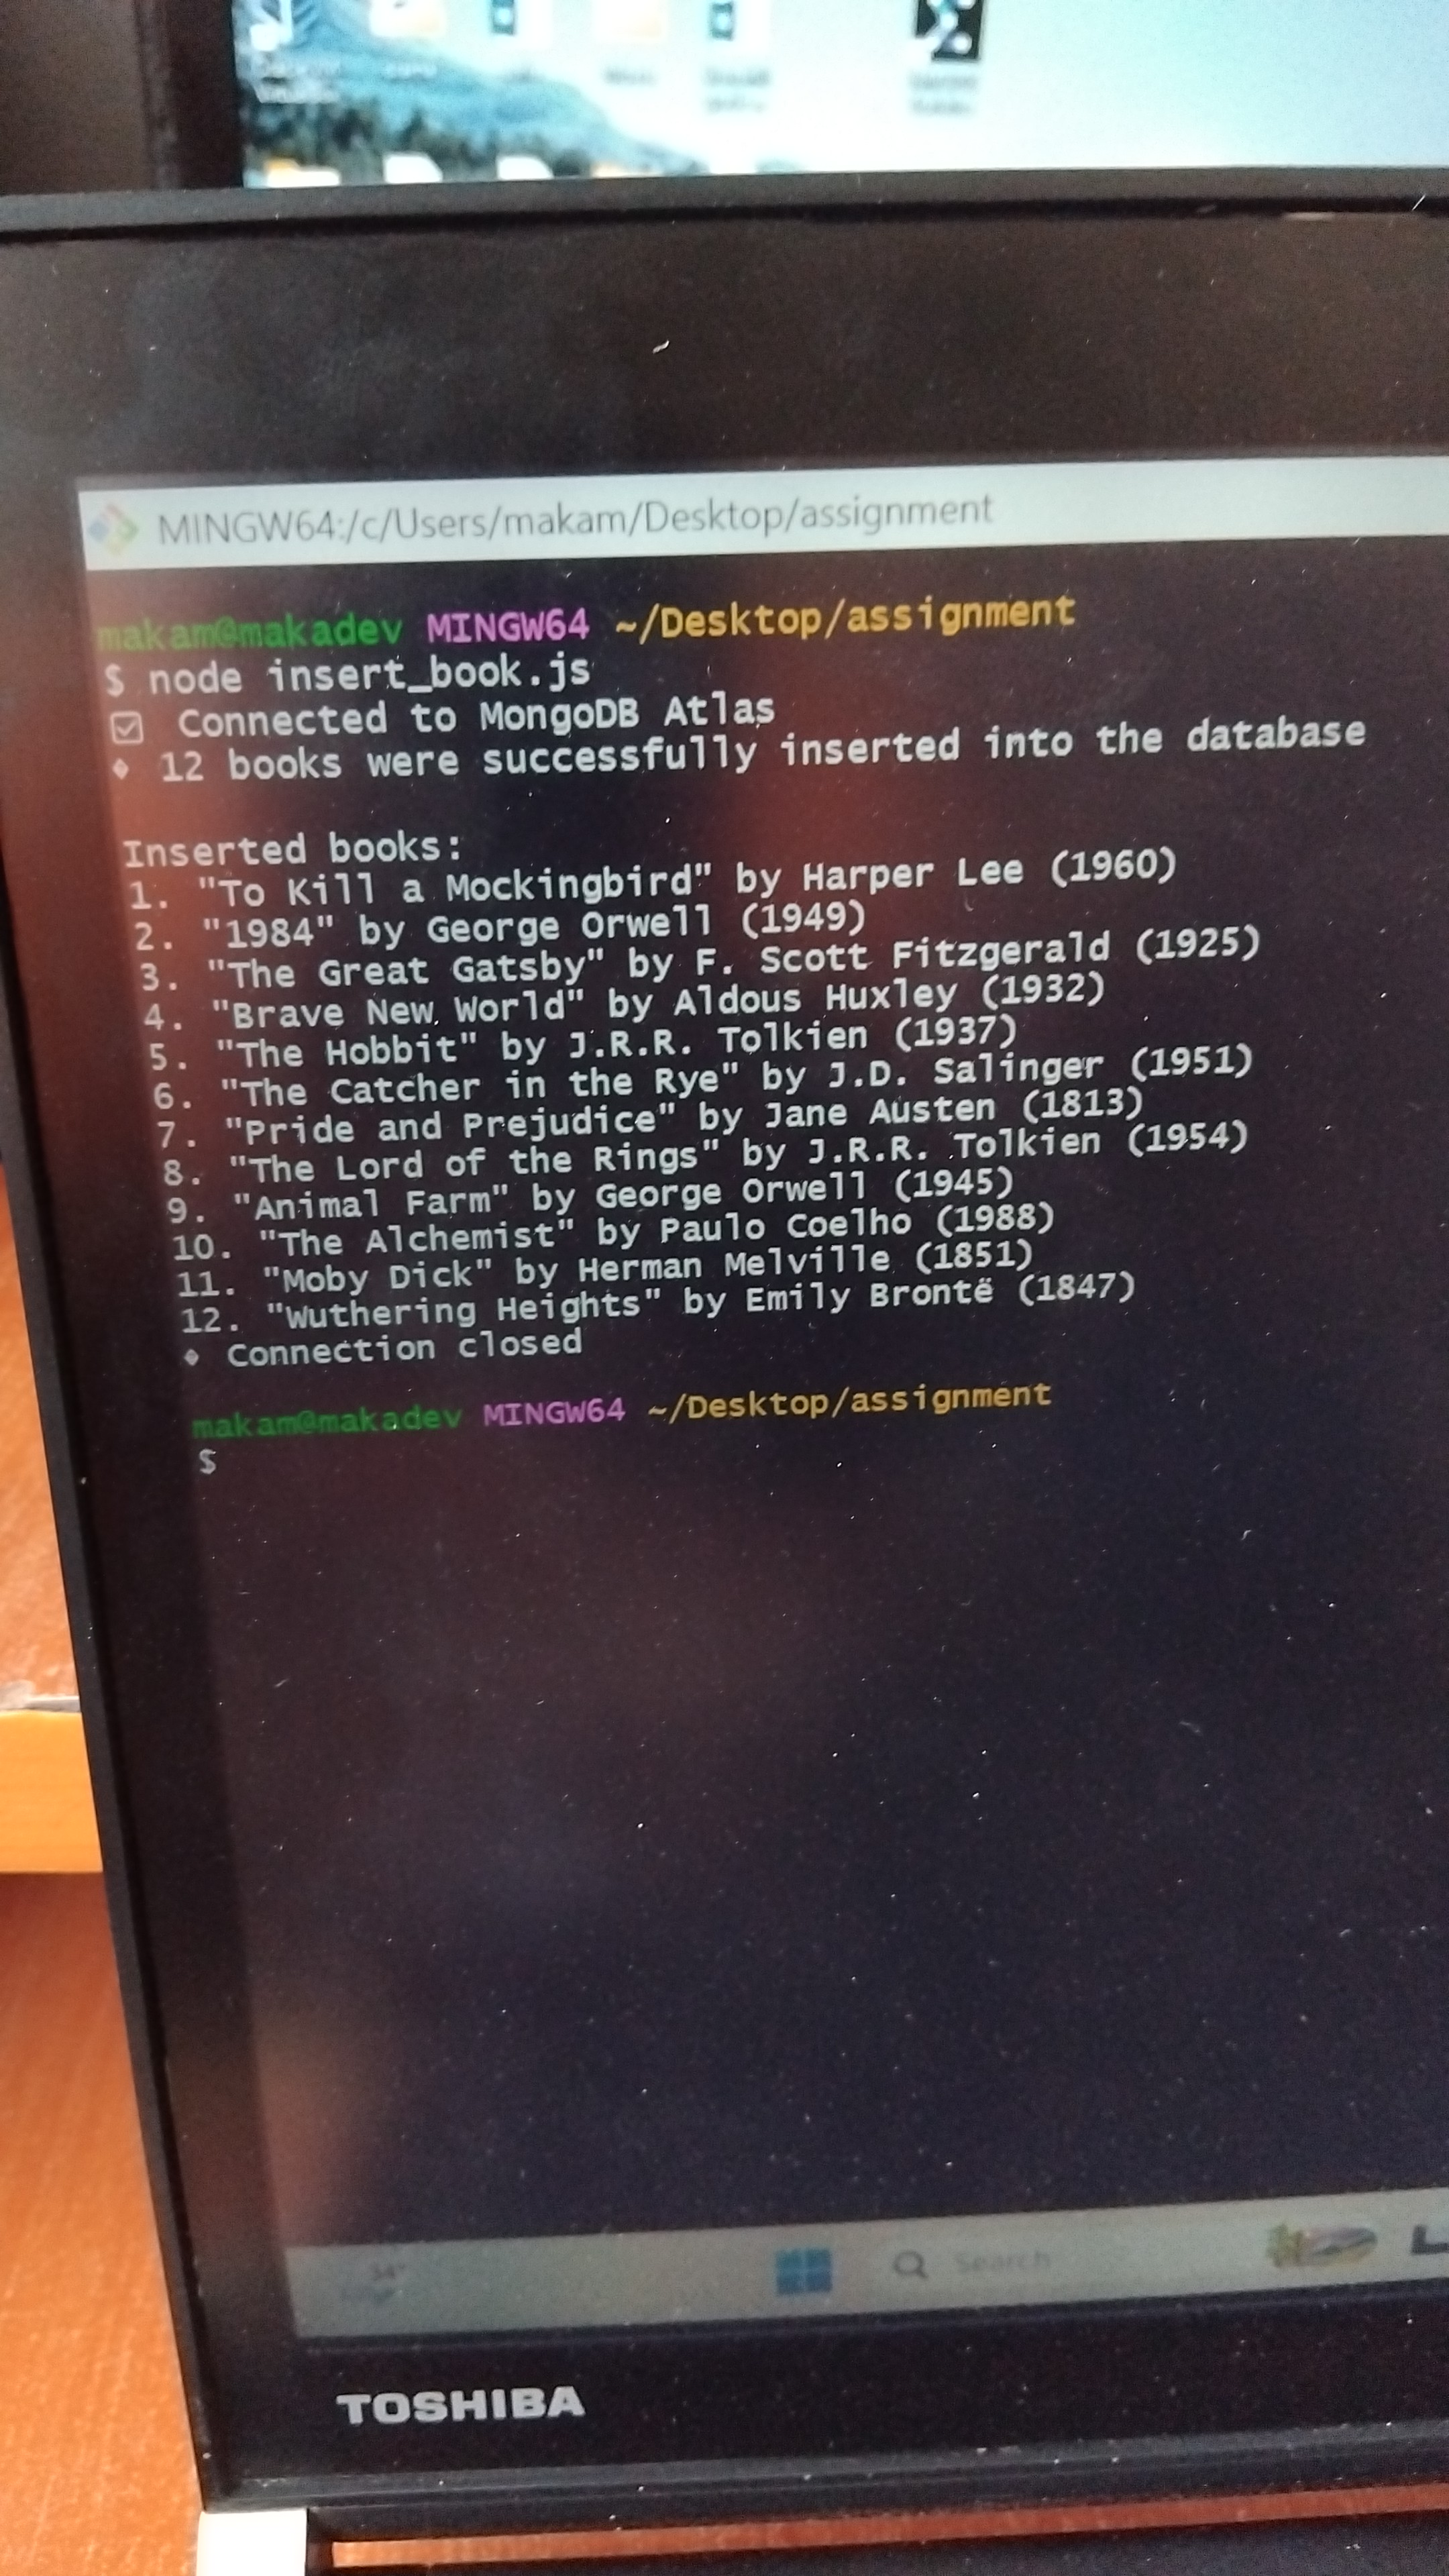 MINGW64:/c/Users/makam/Desktop/assignment
makam@makadev MINGW64 ~/Desktop/assignment
$ node insert_book.js
☑ Connected to MongoDB Atlas
♦ 12 books were successfully inserted into the database
Inserted books:
1. "To Kill a Mockingbird" by Harper Lee (1960)
2. "1984" by George Orwell (1949)
3. "The Great Gatsby" by F. Scott Fitzgerald (1925)
4. "Brave New World" by Aldous Huxley (1932)
5. "The Hobbit" by J.R.R. Tolkien (1937)
6. "The Catcher in the Rye" by J.D. Salinger (1951)
7. "Pride and Prejudice" by Jane Austen (1813)
8. "The Lord of the Rings" by J.R.R. Tolkien (1954)
9. "Animal Farm" by George Orwell (1945)
10. "The Alchemist" by Paulo Coelho (1988)
11. "Moby Dick" by Herman Melville (1851)
12. "Wuthering Heights" by Emily Brontë (1847)
♦ Connection closed
makam@makadev MINGW64 ~/Desktop/assignment
$
Search
TOSHIBA